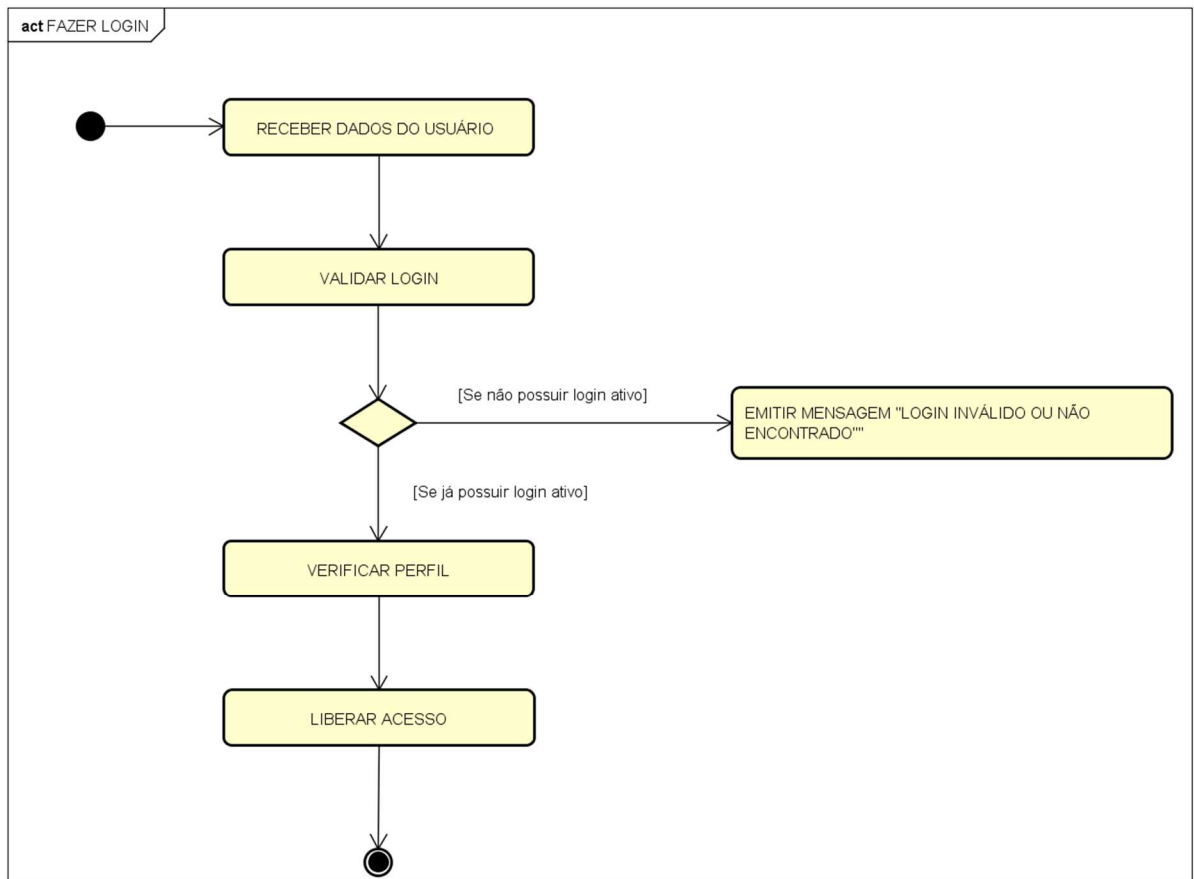 act FAZER LOGIN
RECEBER DADOS DO USUÁRIO
VALIDAR LOGIN
[Se não possuir login ativo]
EMITIR MENSAGEM "LOGIN INVÁLIDO OU NÃO
ENCONTRADO""
[Se já possuir login ativo]
VERIFICAR PERFIL
LIBERAR ACESSO